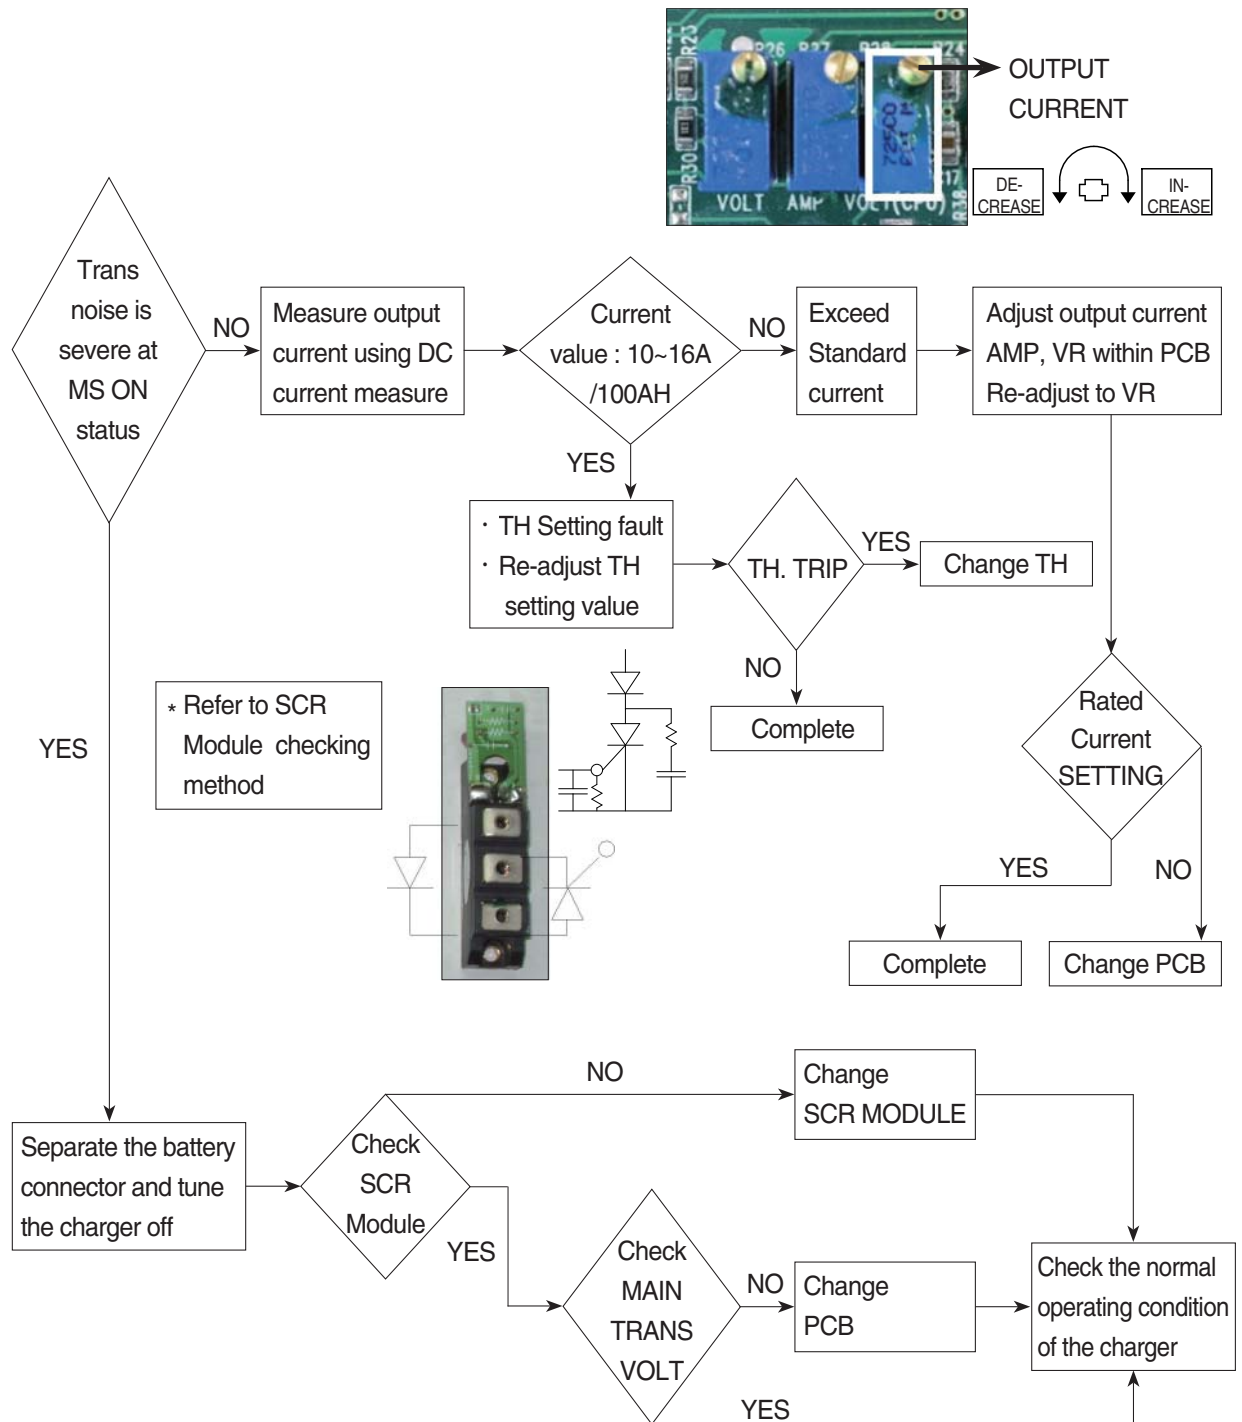 R23
R26
R27
R28
R24
R30
72500
C17
R38
VOLT
AMP
VOLT(CPU)
OUTPUT
CURRENT
DE-
CREASE
IN-
CREASE
Trans
noise is
severe at
MS ON
status
NO
Measure output
current using DC
current measure
Current
value : 10~16A
/100AH
NO
Exceed
Standard
current
Adjust output current
AMP, VR within PCB
Re-adjust to VR
YES
· TH Setting fault
· Re-adjust TH
setting value
TH. TRIP
YES
Change TH
NO
Complete
YES
* Refer to SCR
Module checking
method
Rated
Current
SETTING
YES
NO
Complete
Change PCB
NO
Change
SCR MODULE
Separate the battery
connector and tune
the charger off
Check
SCR
Module
YES
Check
MAIN
TRANS
VOLT
NO
Change
PCB
Check the normal
operating condition
of the charger
YES